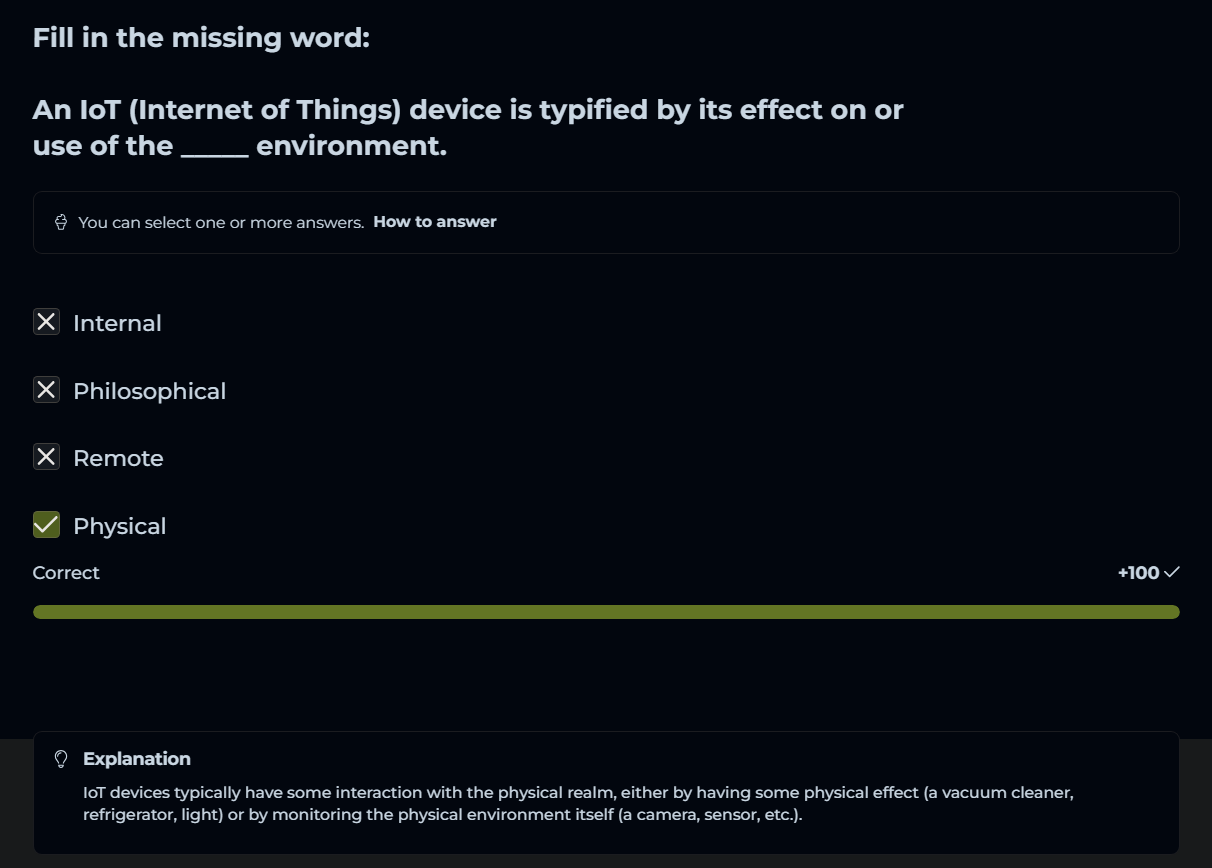 Fill in the missing word:
An IoT (Internet of Things) device is typified by its effect on or
use of the _____ environment.
You can select one or more answers. How to answer
Internal
Philosophical
Remote
Physical
Correct
+100
Explanation
IoT devices typically have some interaction with the physical realm, either by having some physical effect (a vacuum cleaner,
refrigerator, light) or by monitoring the physical environment itself (a camera, sensor, etc.).